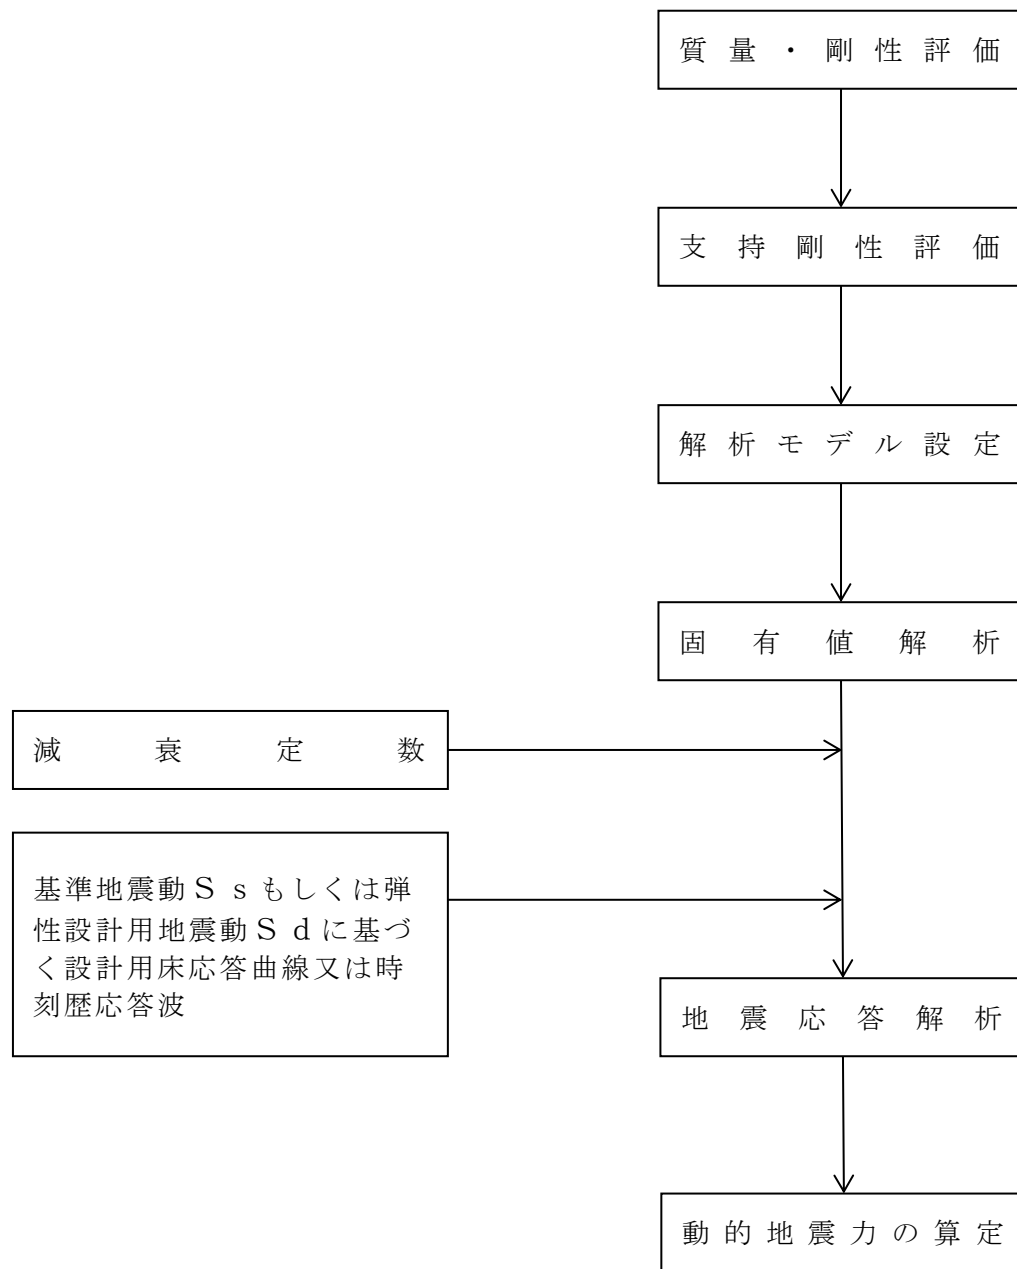 質量・剛性評価
支持剛性評価
解析モデル設定
固有値解析
減衰定数
基準地震動Ｓｓもしくは弾
性設計用地震動Ｓｄに基づ
く設計用床応答曲線又は時
刻歴応答波
地震応答解析
動的地震力の算定